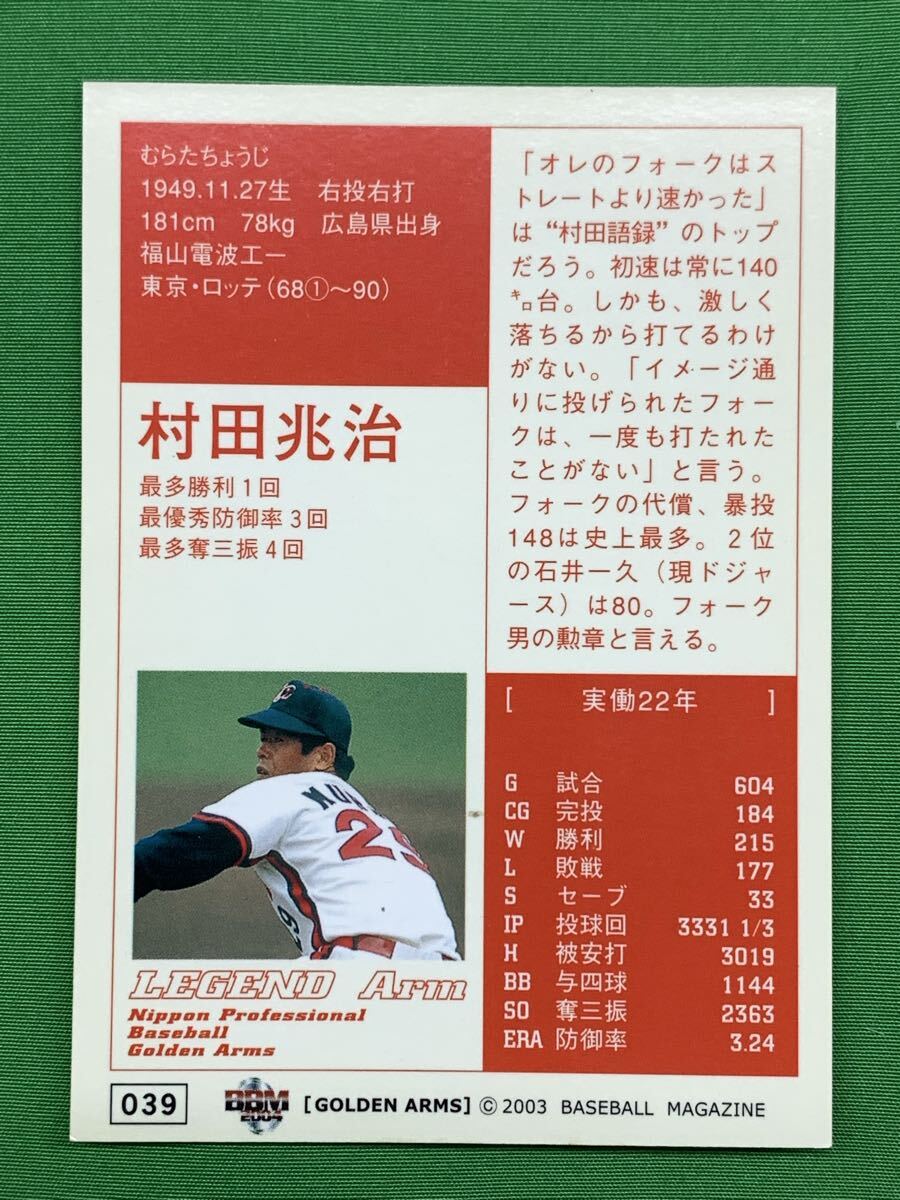 むらたちょうじ
1949.11.27生　右投右打
181cm　78kg　広島県出身
福山電波工一
東京・ロッテ(68①〜90)
村田兆治
最多勝利1回
最優秀防御率3回
最多奪三振4回
「オレのフォークはス
トレートより速かった」
は“村田語録”のトップ
だろう。初速は常に140
㌔台。しかも、激しく
落ちるから打てるわけ
がない。「イメージ通
りに投げられたフォー
クは、一度も打たれた
ことがない」と言う。
フォークの代償、暴投
148は史上最多。２位
の石井一久（現ドジャ
ース）は80。フォーク
男の勲章と言える。
[　実働22年　]
G 試合 604
CG 完投 184
W 勝利 215
L 敗戦 177
S セーブ 33
IP 投球回 3331 1/3
H 被安打 3019
BB 与四球 1144
SO 奪三振 2363
ERA 防御率 3.24
LEGEND Arm
Nippon Professional
Baseball
Golden Arms
039 BBM 2004 [GOLDEN ARMS] © 2003 BASEBALL MAGAZINE